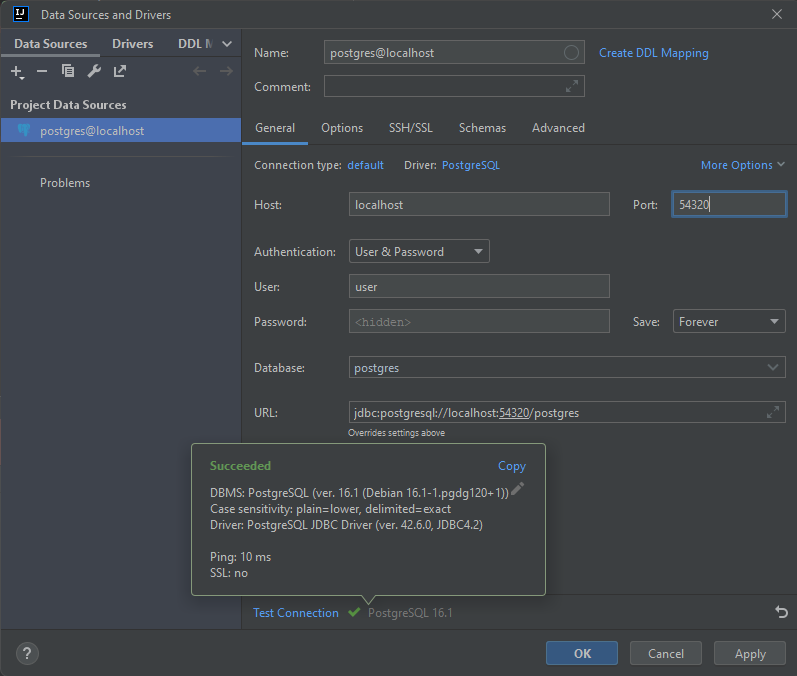 IJ Data Sources and Drivers
Data Sources Drivers DDL M
Name: postgres@localhost Create DDL Mapping
Comment:
Project Data Sources
postgres@localhost
Problems
General Options SSH/SSL Schemas Advanced
Connection type: default Driver: PostgreSQL More Options
Host: localhost Port: 54320
Authentication: User & Password
User: user
Password: <hidden> Save: Forever
Database: postgres
URL: jdbc:postgresql://localhost:54320/postgres
Overrides settings above
Succeeded Copy
DBMS: PostgreSQL (ver. 16.1 (Debian 16.1-1.pgdg120+1))
Case sensitivity: plain=lower, delimited=exact
Driver: PostgreSQL JDBC Driver (ver. 42.6.0, JDBC4.2)
Ping: 10 ms
SSL: no
Test Connection PostgreSQL 16.1
? OK Cancel Apply